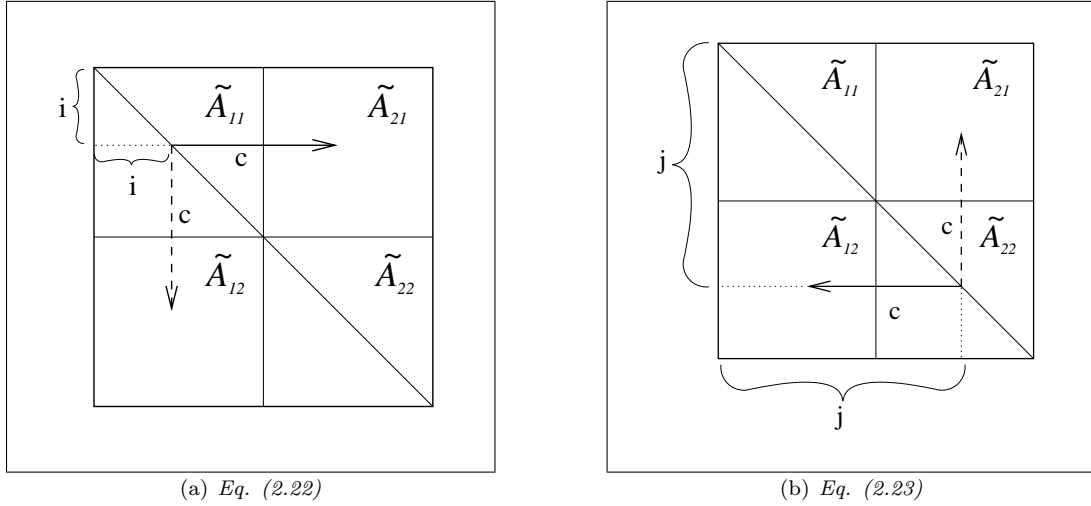 Ã₁₁ Ã₂₁
i
c
i
c
Ã₁₂ Ã₂₂
(a) Eq. (2.22)
Ã₁₁ Ã₂₁
j
c
Ã₁₂ Ã₂₂
c
j
(b) Eq. (2.23)